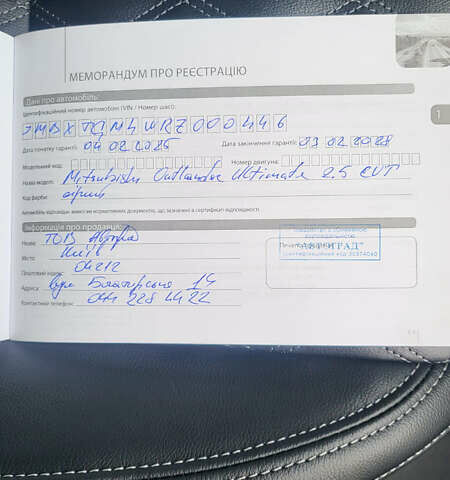 МЕМОРАНДУМ ПРО РЕЄСТРАЦІЮ
Дані про автомобіль:
Ідентифікаційний номер автомобіля (VIN / Номер шасі):
JMBXTGM4WRZ000446
Дата початку гарантії: 04 02 2025 Дата закінчення гарантії: 03 02 2028
Модельний код: Номер двигуна:
Назва моделі: Mitsubishi Outlander Ultimate 2.5 CVT
Код фарби: сірий
Автомобіль відповідає вимогам нормативних документів, що зазначені в сертифікаті відповідності.
Інформація про продавця:
Назва: ТОВ
Місто: Київ
Поштовий індекс: 04212
Адреса: вул 14
Контактний телефон: 044 228 4422
"АВТОГРАД"
1